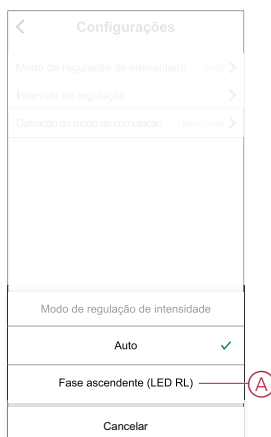 Configurações
Modo de regulação de intensidade Auto
Intervalo de regulação
Definição do modo de comutação
Modo de regulação de intensidade
Auto
Fase ascendente (LED RL)
A
Cancelar